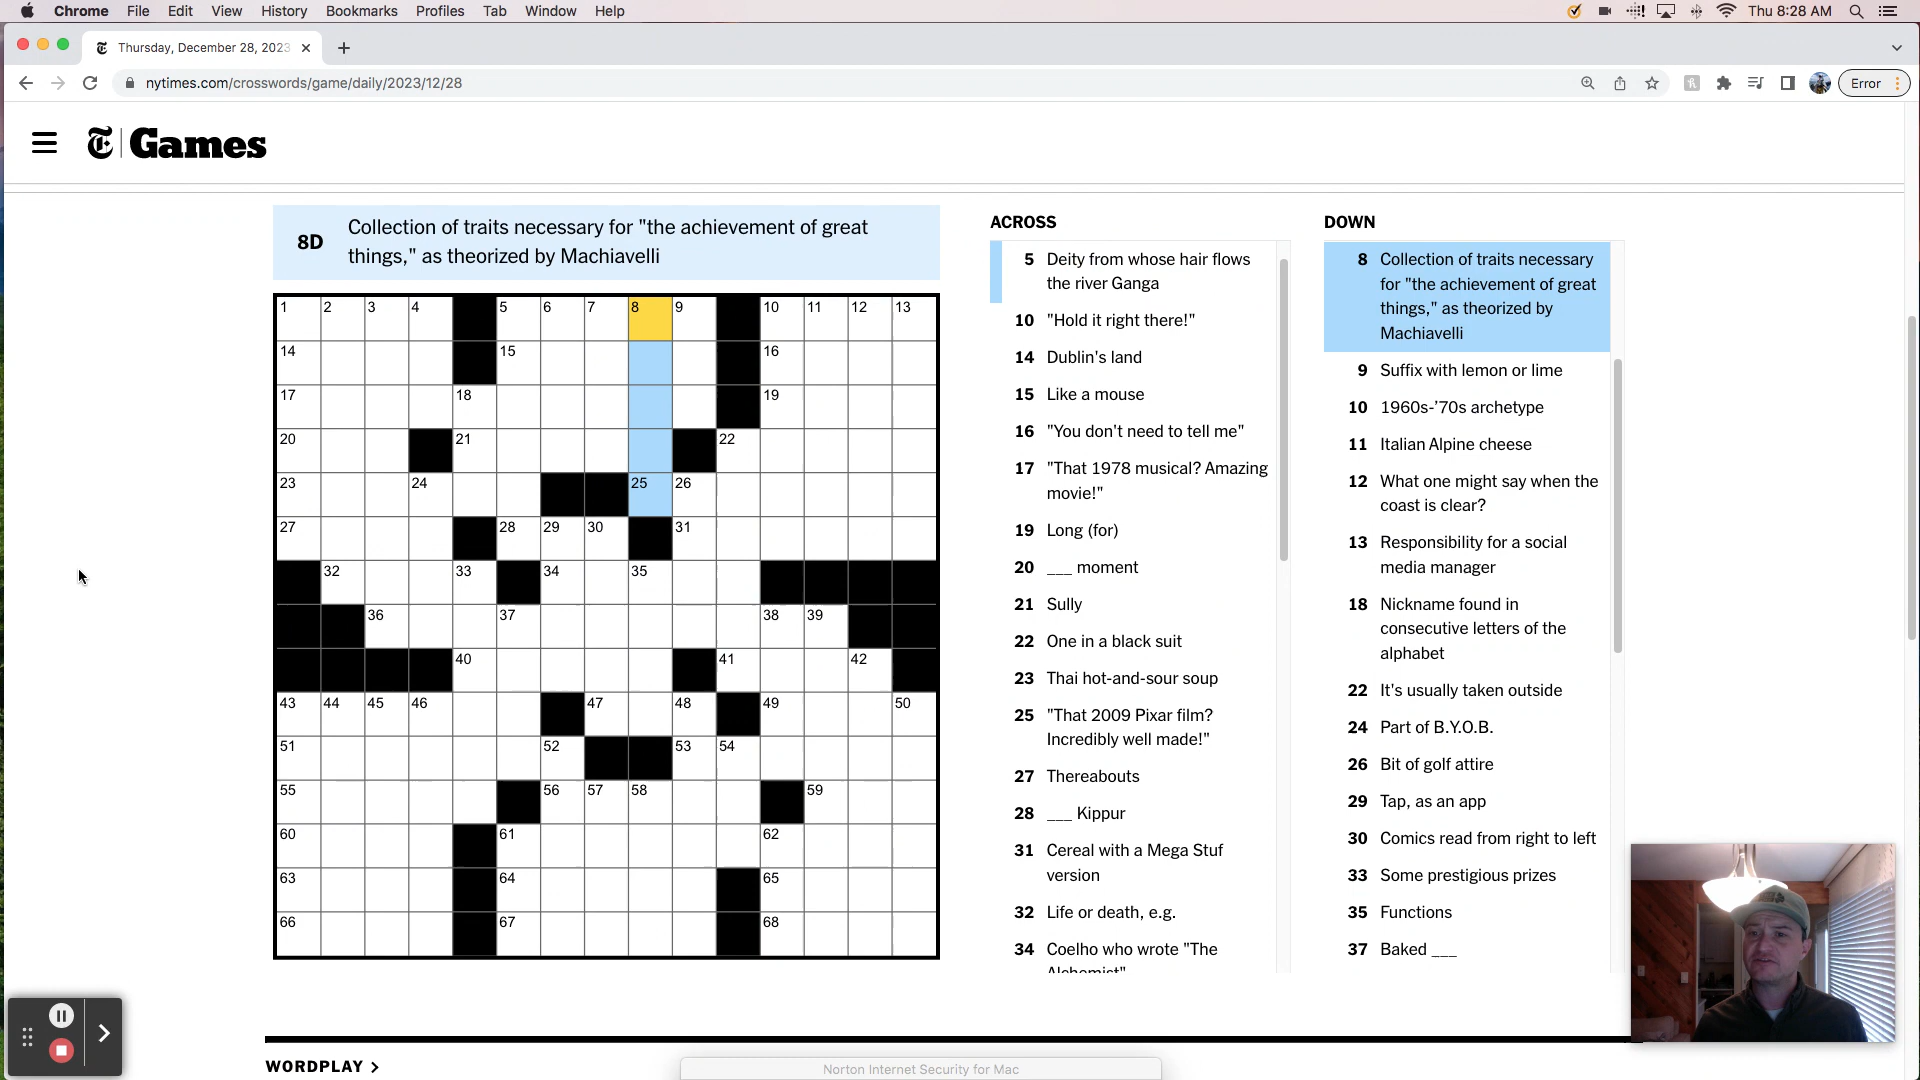 Chrome File Edit View History Bookmarks Profiles Tab Window Help Thu 8:28 AM
Thursday, December 28, 2023
nytimes.com/crosswords/game/daily/2023/12/28 Error
Games
8D Collection of traits necessary for "the achievement of great
things," as theorized by Machiavelli
1 2 3 4 5 6 7 8 9 10 11 12 13
14 15 16
17 18 19
20 21 22
23 24 25 26
27 28 29 30 31
32 33 34 35
36 37 38 39
40 41 42
43 44 45 46 47 48 49 50
51 52 53 54
55 56 57 58 59
60 61 62
63 64 65
66 67 68
ACROSS
5 Deity from whose hair flows
the river Ganga
10 "Hold it right there!"
14 Dublin's land
15 Like a mouse
16 "You don't need to tell me"
17 "That 1978 musical? Amazing
movie!"
19 Long (for)
20 ___ moment
21 Sully
22 One in a black suit
23 Thai hot-and-sour soup
25 "That 2009 Pixar film?
Incredibly well made!"
27 Thereabouts
28 ___ Kippur
31 Cereal with a Mega Stuf
version
32 Life or death, e.g.
34 Coelho who wrote "The
Alchemist"
DOWN
8 Collection of traits necessary
for "the achievement of great
things," as theorized by
Machiavelli
9 Suffix with lemon or lime
10 1960s-'70s archetype
11 Italian Alpine cheese
12 What one might say when the
coast is clear?
13 Responsibility for a social
media manager
18 Nickname found in
consecutive letters of the
alphabet
22 It's usually taken outside
24 Part of B.Y.O.B.
26 Bit of golf attire
29 Tap, as an app
30 Comics read from right to left
33 Some prestigious prizes
35 Functions
37 Baked ___
WORDPLAY >
Norton Internet Security for Mac